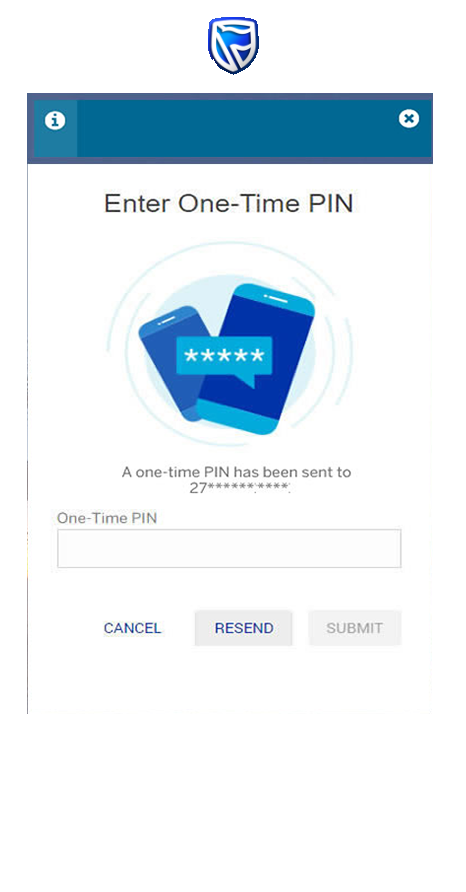 Enter One-Time PIN
*****
A one-time PIN has been sent to
27**********
One-Time PIN
CANCEL
RESEND
SUBMIT